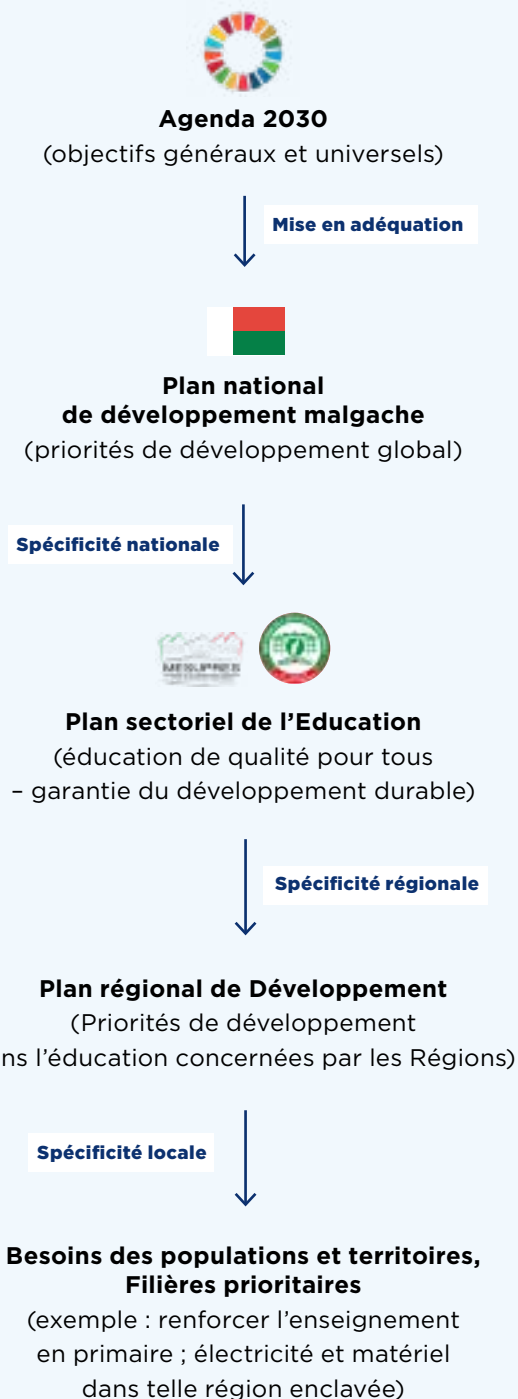 Agenda 2030
(objectifs généraux et universels)
Mise en adéquation
Plan national
de développement malgache
(priorités de développement global)
Spécificité nationale
Plan sectoriel de l’Education
(éducation de qualité pour tous
– garantie du développement durable)
Spécificité régionale
Plan régional de Développement
(Priorités de développement
ns l’éducation concernées par les Régions)
Spécificité locale
Besoins des populations et territoires,
Filières prioritaires
(exemple : renforcer l’enseignement
en primaire ; électricité et matériel
dans telle région enclavée)